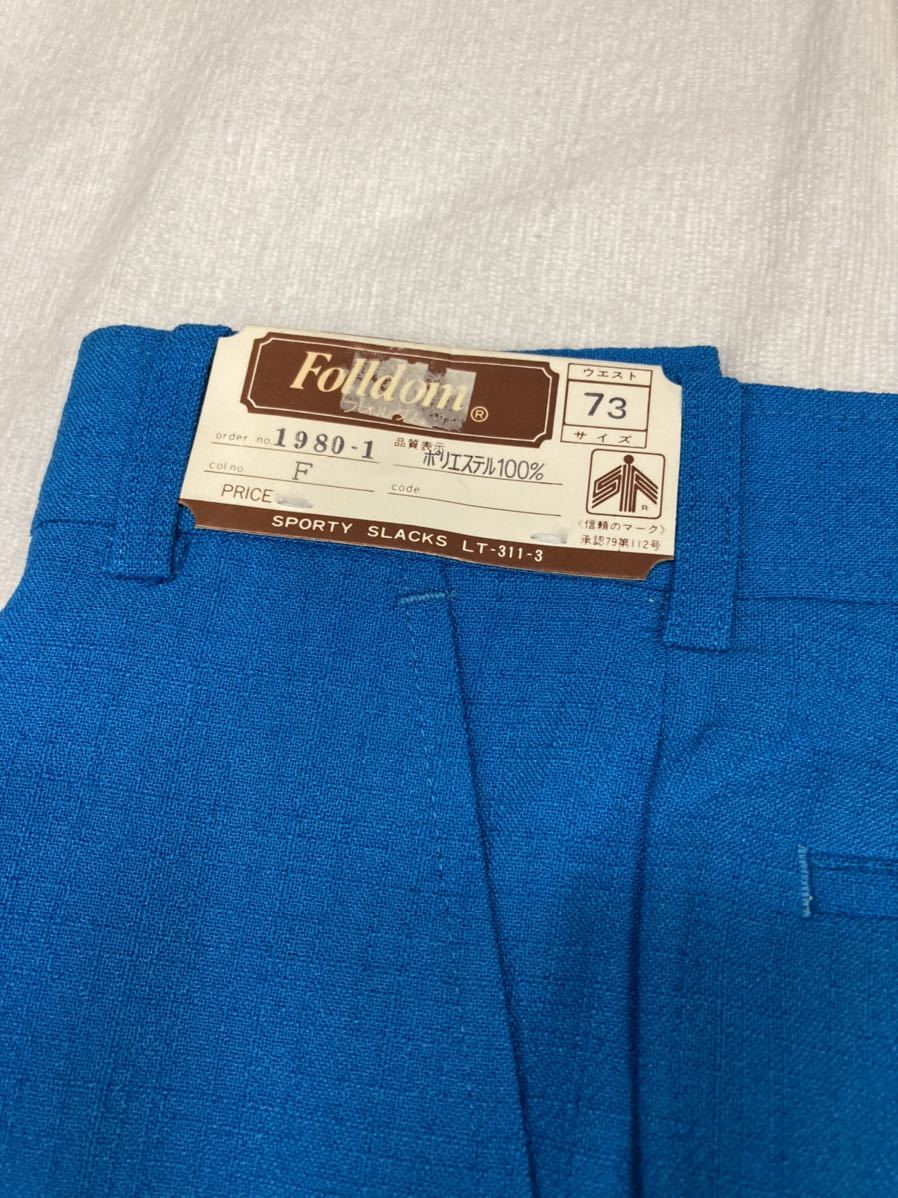 Folldom ®
ウエスト
73
サイズ
order no. 1980-1
品質表示
ポリエステル100%
col no. F
code
PRICE
SIR
R
《信頼のマーク》
承認79第112号
SPORTY SLACKS LT-311-3